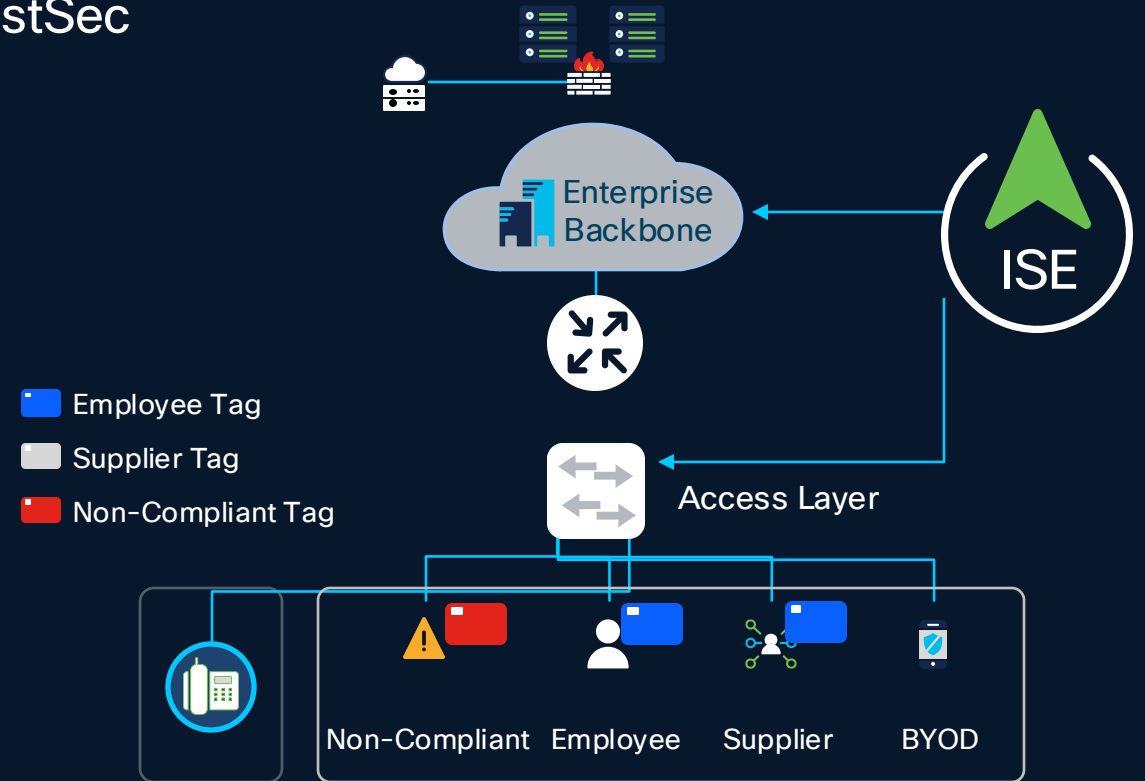 stSec
Enterprise
Backbone
ISE
Employee Tag
Supplier Tag
Non-Compliant Tag
Access Layer
Non-Compliant Employee Supplier BYOD